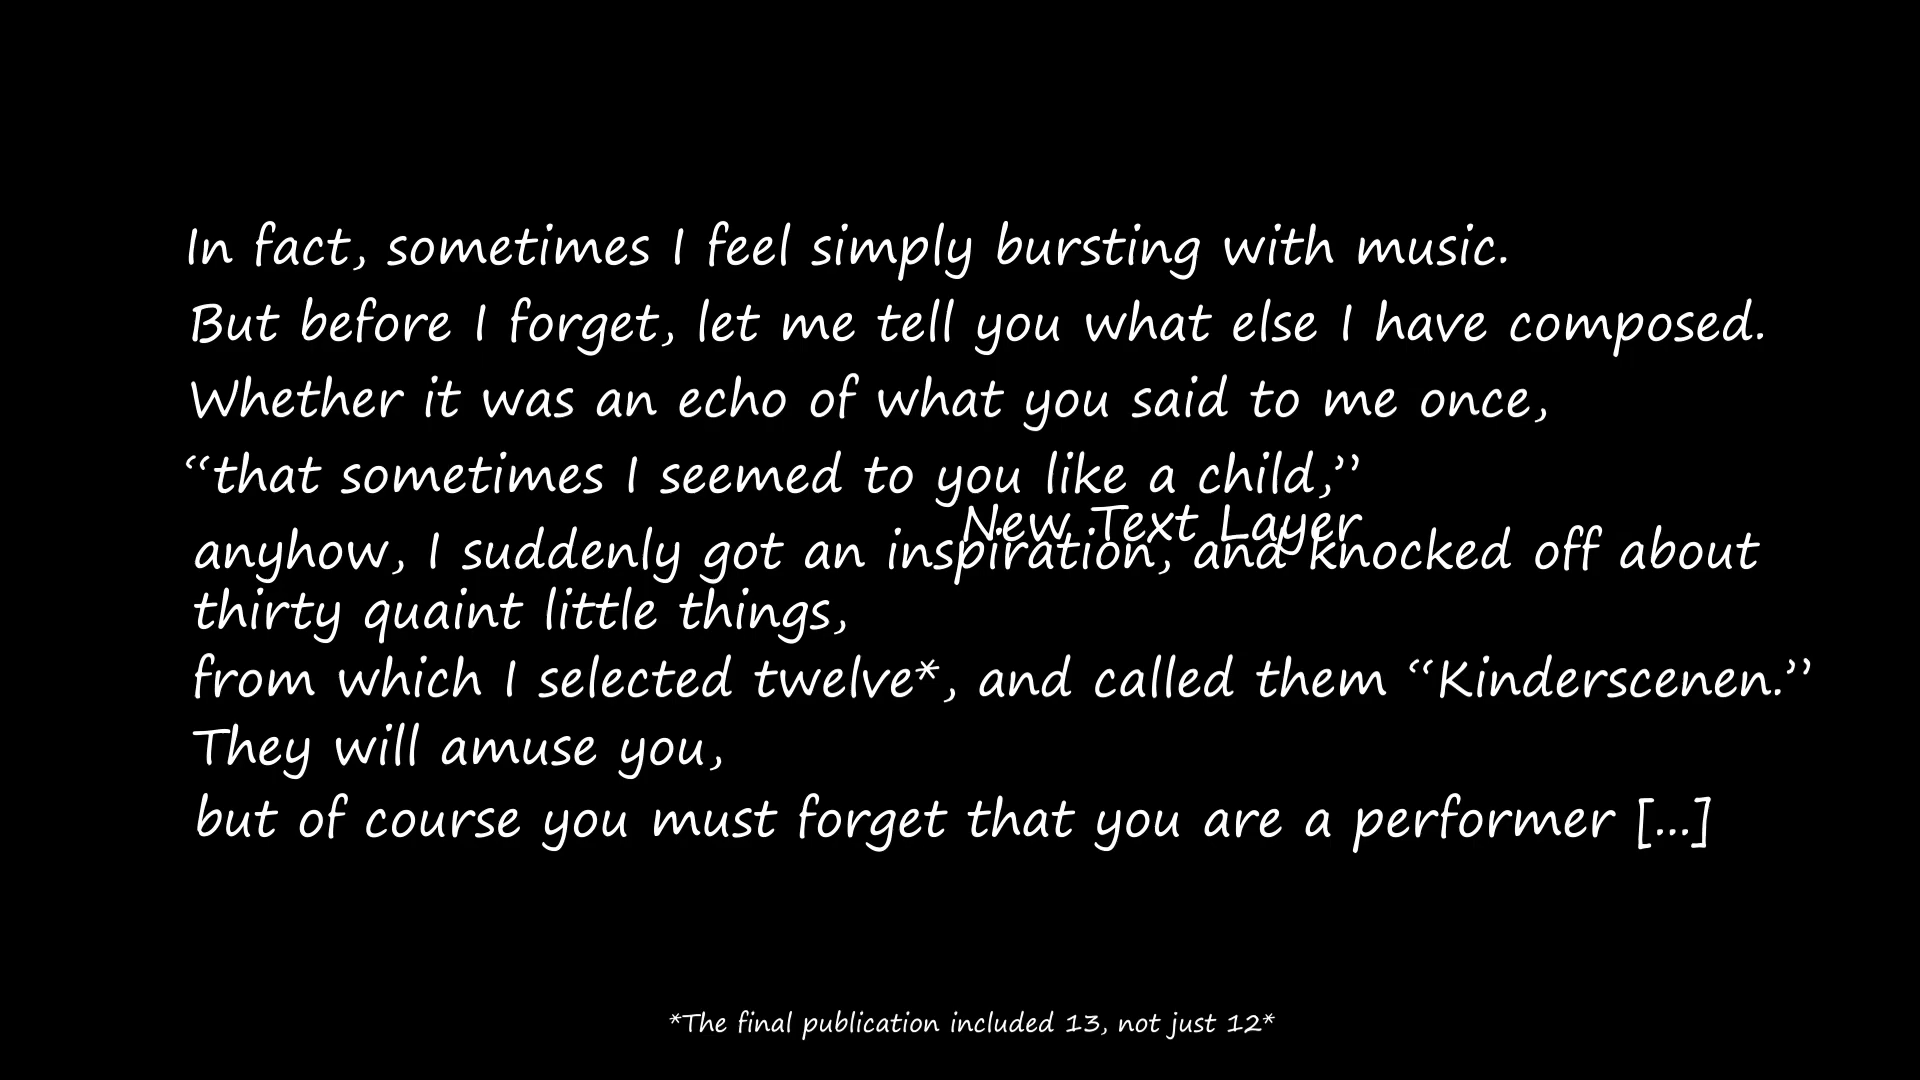 In fact, sometimes I feel simply bursting with music.
But before I forget, let me tell you what else I have composed.
Whether it was an echo of what you said to me once,
“that sometimes I seemed to you like a child,”
New Text Layer
anyhow, I suddenly got an inspiration, and knocked off about
thirty quaint little things,
from which I selected twelve*, and called them “Kinderscenen.”
They will amuse you,
but of course you must forget that you are a performer [...]
*The final publication included 13, not just 12*